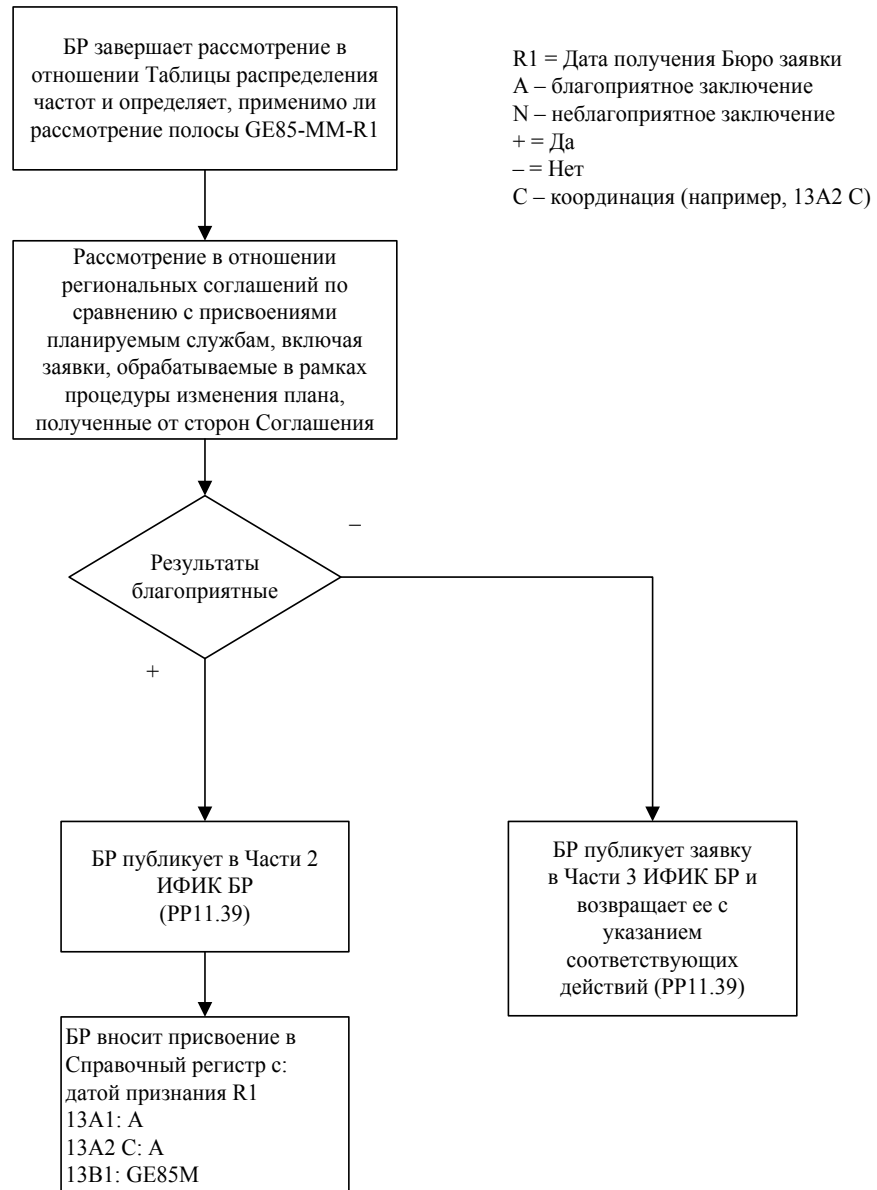 БР завершает рассмотрение в
отношении Таблицы распределения
частот и определяет, применимо ли
рассмотрение полосы GE85-MM-R1
R1 = Дата получения Бюро заявки
A – благоприятное заключение
N – неблагоприятное заключение
+ = Да
– = Нет
C – координация (например, 13A2 C)
Рассмотрение в отношении
региональных соглашений по
сравнению с присвоениями
планируемым службам, включая
заявки, обрабатываемые в рамках
процедуры изменения плана,
полученные от сторон Соглашения
–
Результаты
благоприятные
+
БР публикует в Части 2
ИФИК БР
(РР11.39)
БР публикует заявку
в Части 3 ИФИК БР и
возвращает ее с
указанием
соответствующих
действий (РР11.39)
БР вносит присвоение в
Справочный регистр с:
датой признания R1
13A1: A
13A2 C: A
13B1: GE85M